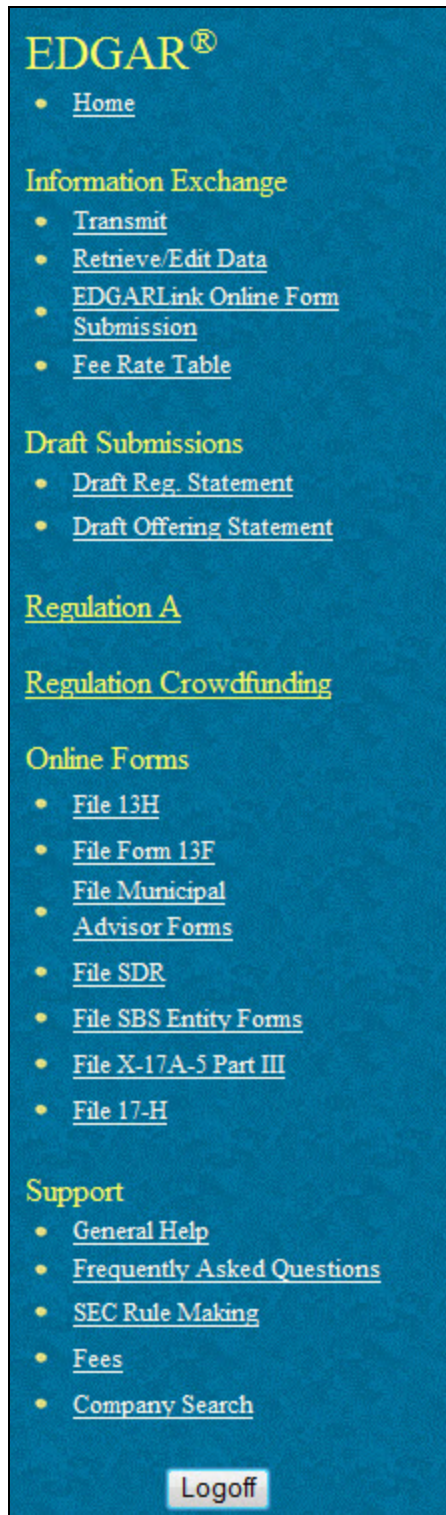 EDGAR®
Home
Information Exchange
Transmit
Retrieve/Edit Data
EDGARLink Online Form
Submission
Fee Rate Table
Draft Submissions
Draft Reg. Statement
Draft Offering Statement
Regulation A
Regulation Crowdfunding
Online Forms
File 13H
File Form 13F
File Municipal
Advisor Forms
File SDR
File SBS Entity Forms
File X-17A-5 Part III
File 17-H
Support
General Help
Frequently Asked Questions
SEC Rule Making
Fees
Company Search
Logoff